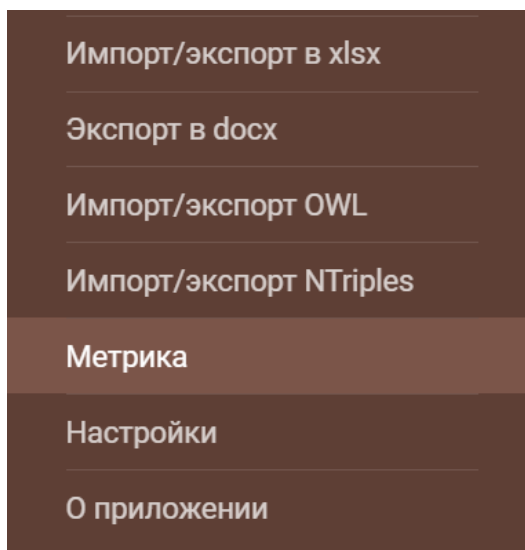 Импорт/экспорт в xlsx
Экспорт в docx
Импорт/экспорт OWL
Импорт/экспорт NTriples
Метрика
Настройки
О приложении